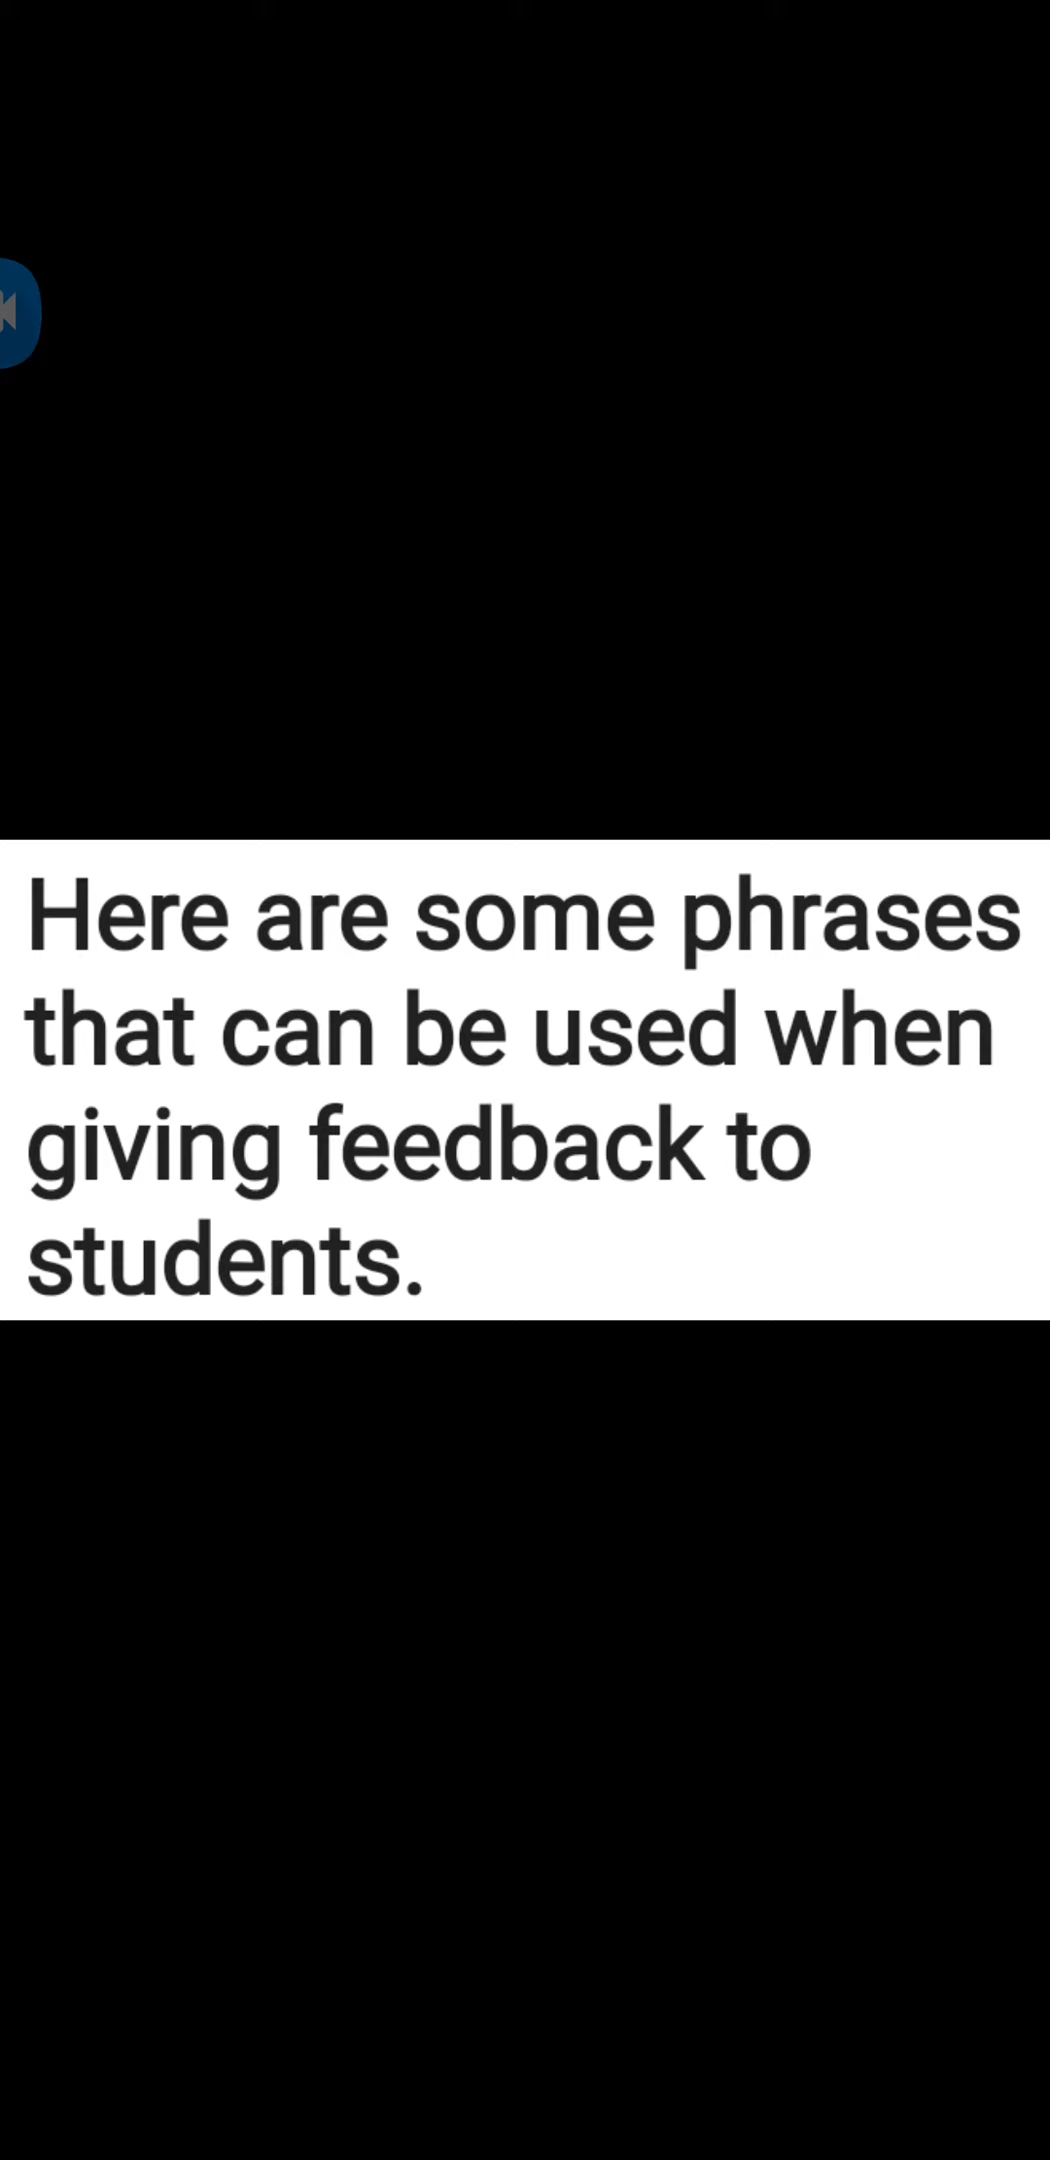 Here are some phrases
that can be used when
giving feedback to
students.